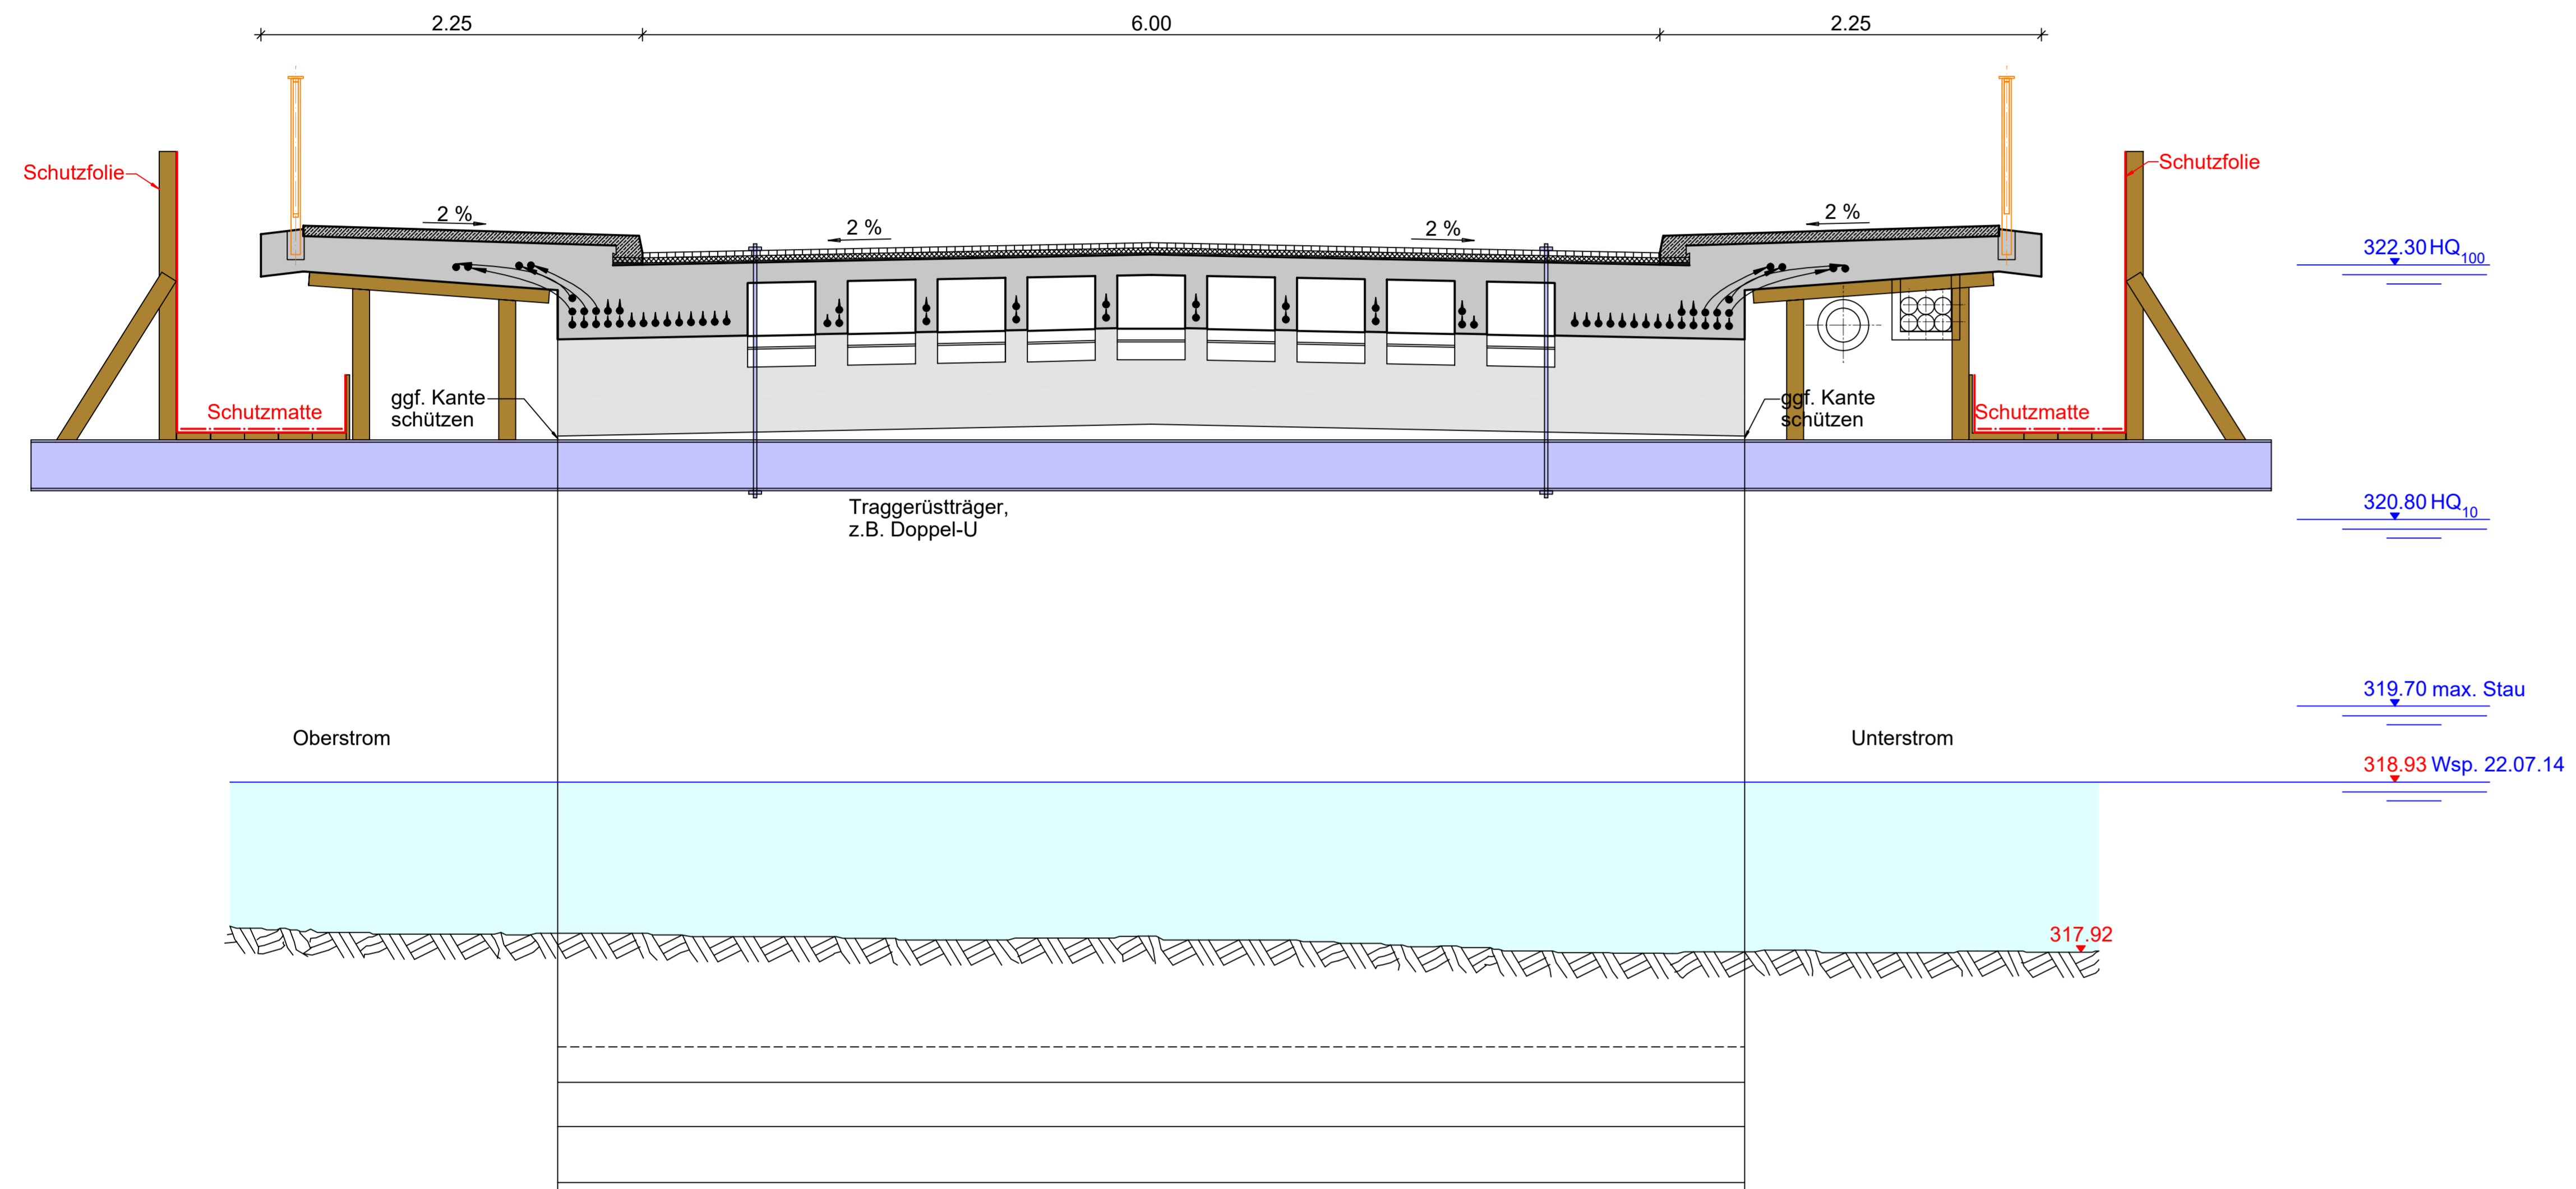 2.25
6.00
2.25
Schutzfolie
Schutzfolie
2 %
2 %
2 %
2 %
322.30 HQ100
Schutzmatte
ggf. Kante
schützen
ggf. Kante
schützen
Schutzmatte
Traggerüstträger,
z.B. Doppel-U
320.80 HQ10
319.70 max. Stau
Oberstrom
Unterstrom
318.93 Wsp. 22.07.14
317.92